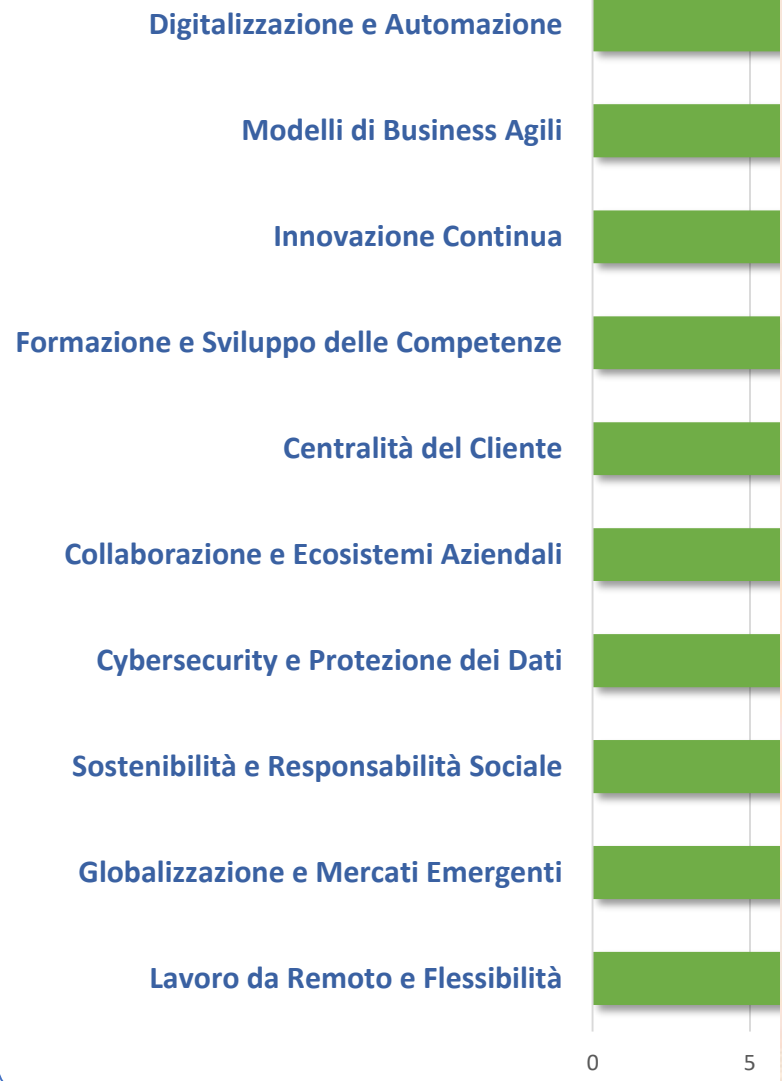 Digitalizzazione e Automazione
Modelli di Business Agili
Innovazione Continua
Formazione e Sviluppo delle Competenze
Centralità del Cliente
Collaborazione e Ecosistemi Aziendali
Cybersecurity e Protezione dei Dati
Sostenibilità e Responsabilità Sociale
Globalizzazione e Mercati Emergenti
Lavoro da Remoto e Flessibilità
0 5